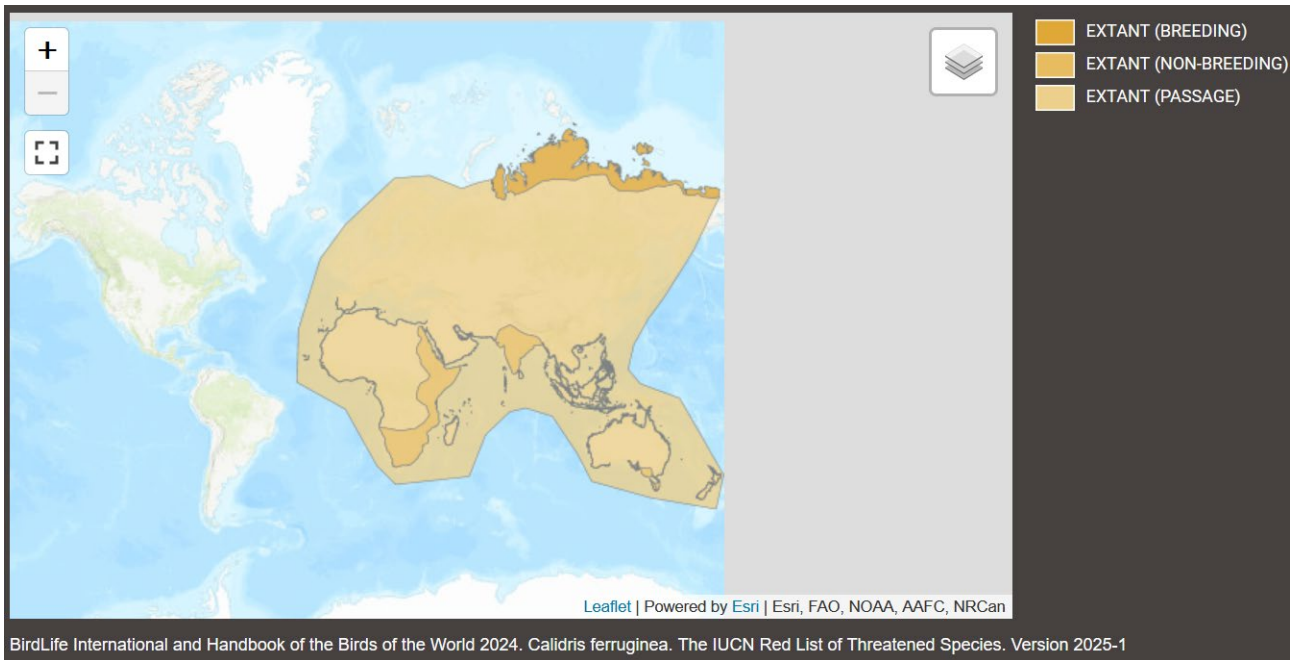 +
−
EXTANT (BREEDING)
EXTANT (NON-BREEDING)
EXTANT (PASSAGE)
Leaflet | Powered by Esri | Esri, FAO, NOAA, AAFC, NRCan
BirdLife International and Handbook of the Birds of the World 2024. Calidris ferruginea. The IUCN Red List of Threatened Species. Version 2025-1